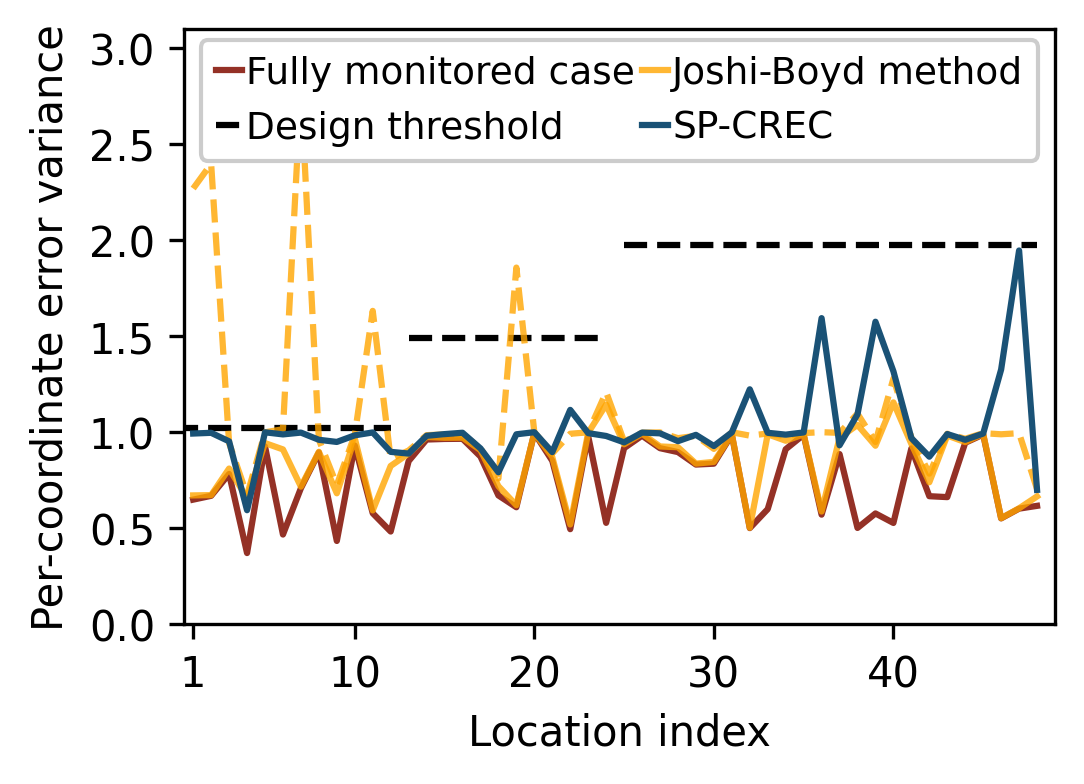 Per-coordinate error variance
3.0
2.5
2.0
1.5
1.0
0.5
0.0
Fully monitored case
Joshi-Boyd method
Design threshold
SP-CREC
1
10
20
30
40
Location index